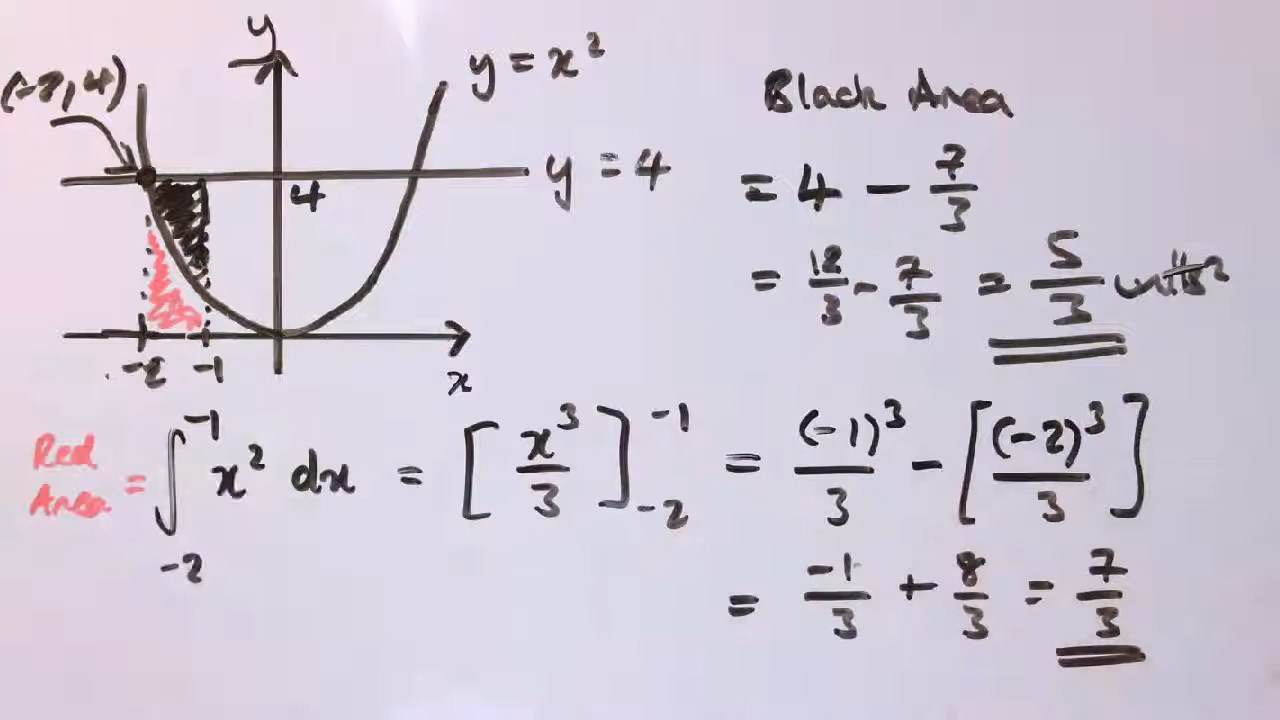 y
y = x²
(-2,4)
y = 4
4
-2 -1
x
Black Area
= 4 - 7/3
= 12/3 - 7/3 = 5/3 units²
Red Area = ∫_{-2}^{-1} x² dx = [x³/3]_{-2}^{-1} = (-1)³/3 - [(-2)³/3]
= -1/3 + 8/3 = 7/3